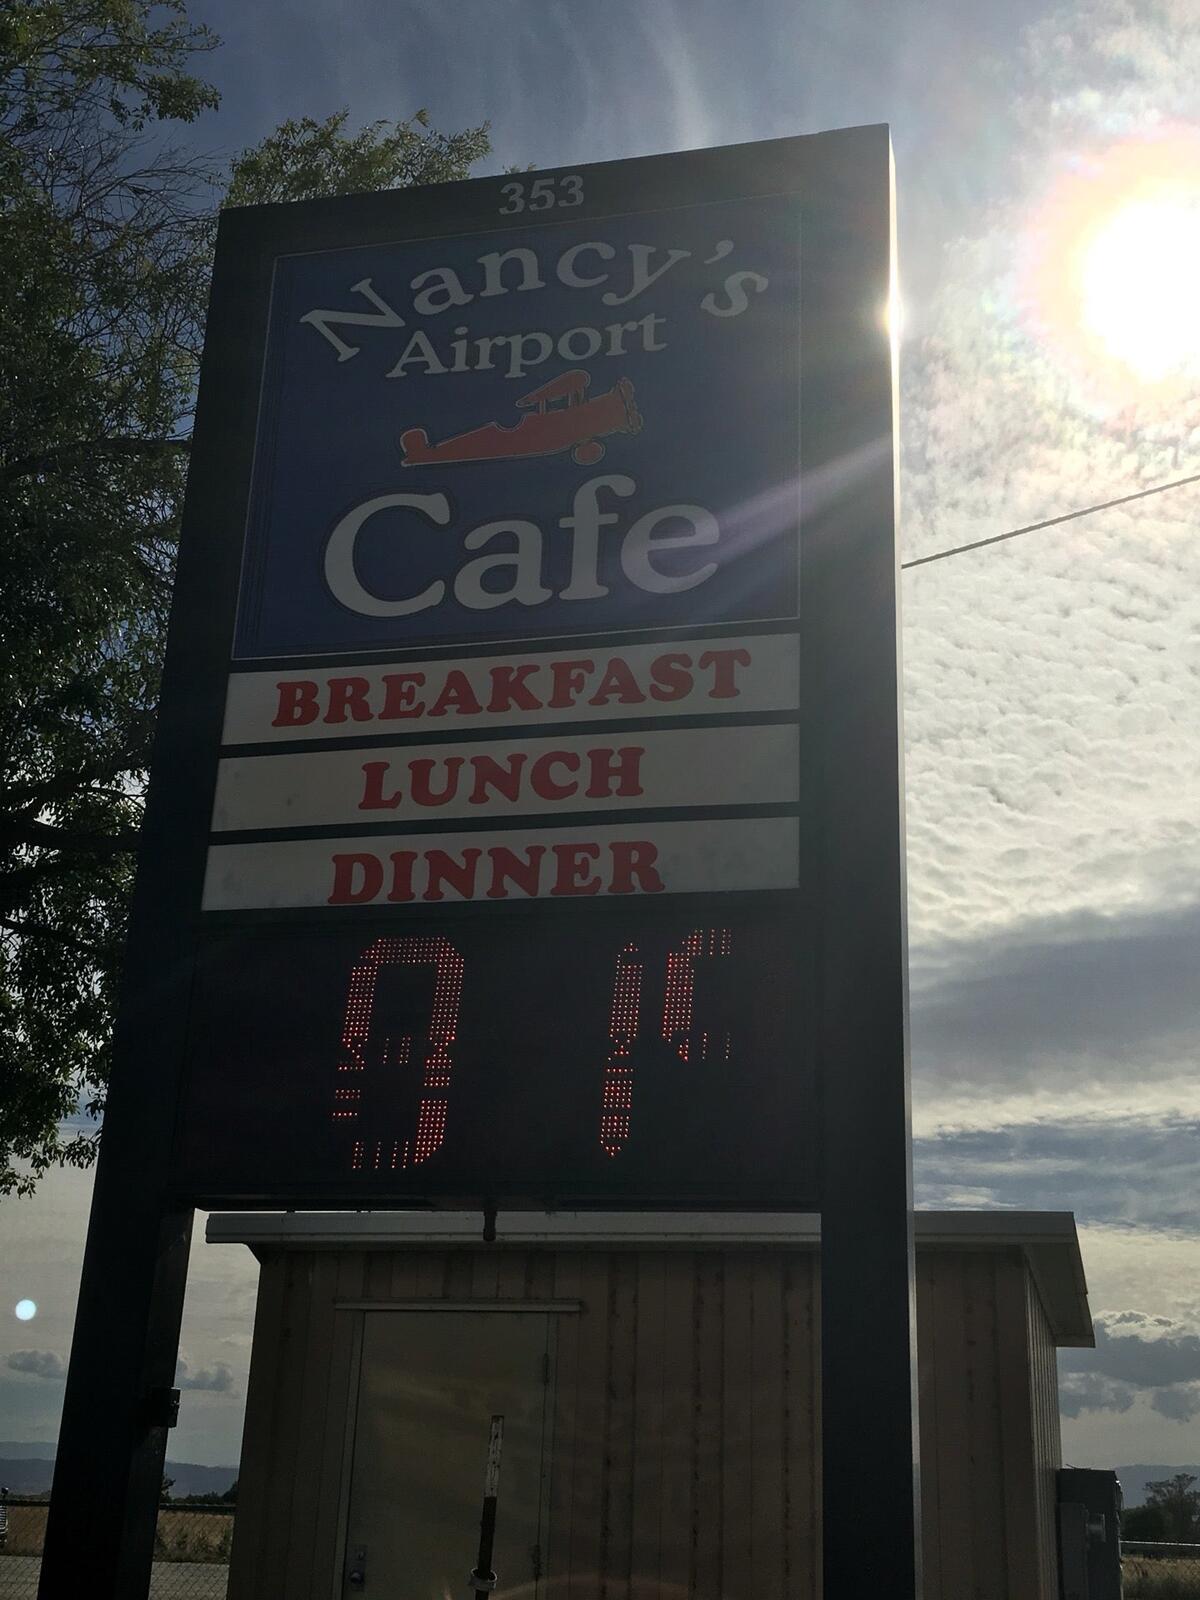 353
Nancy's
Airport
Cafe
BREAKFAST
LUNCH
DINNER